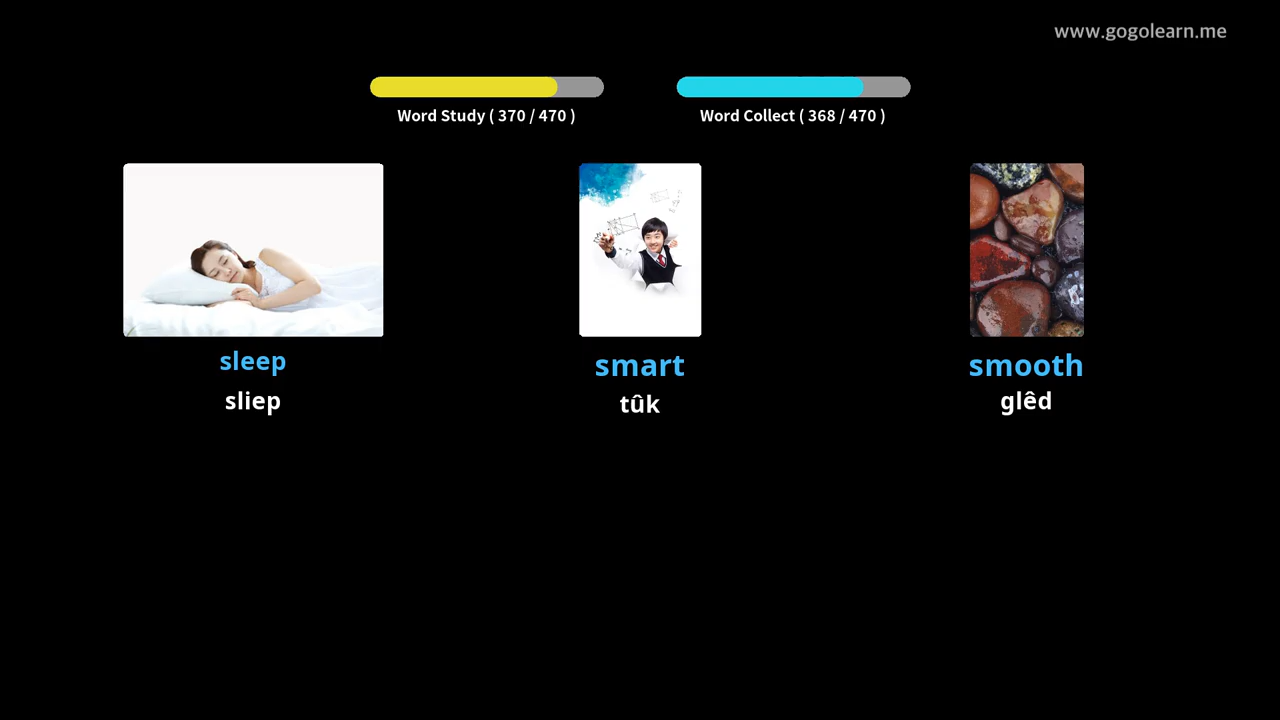 www.gogolearn.me
Word Study ( 370 / 470 )
Word Collect ( 368 / 470 )
sleep
smart
smooth
sliep
tûk
glêd